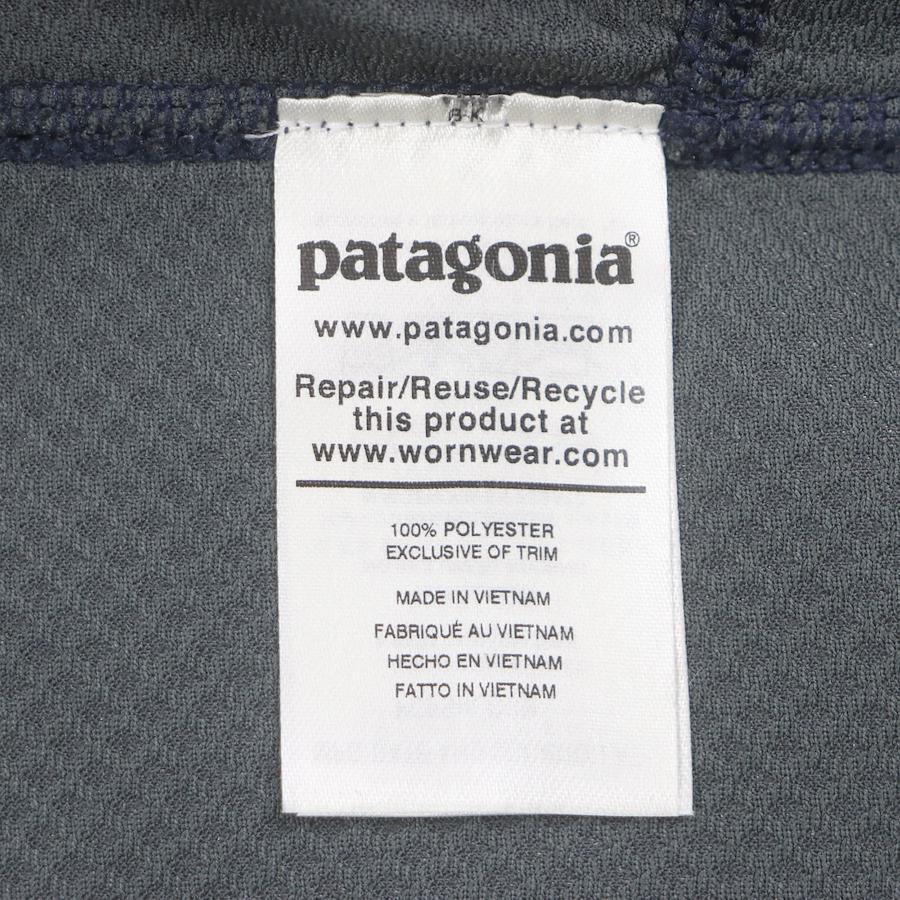 patagonia®
www.patagonia.com
Repair/Reuse/Recycle
this product at
www.wornwear.com
100% POLYESTER
EXCLUSIVE OF TRIM
MADE IN VIETNAM
FABRIQUÉ AU VIETNAM
HECHO EN VIETNAM
FATTO IN VIETNAM